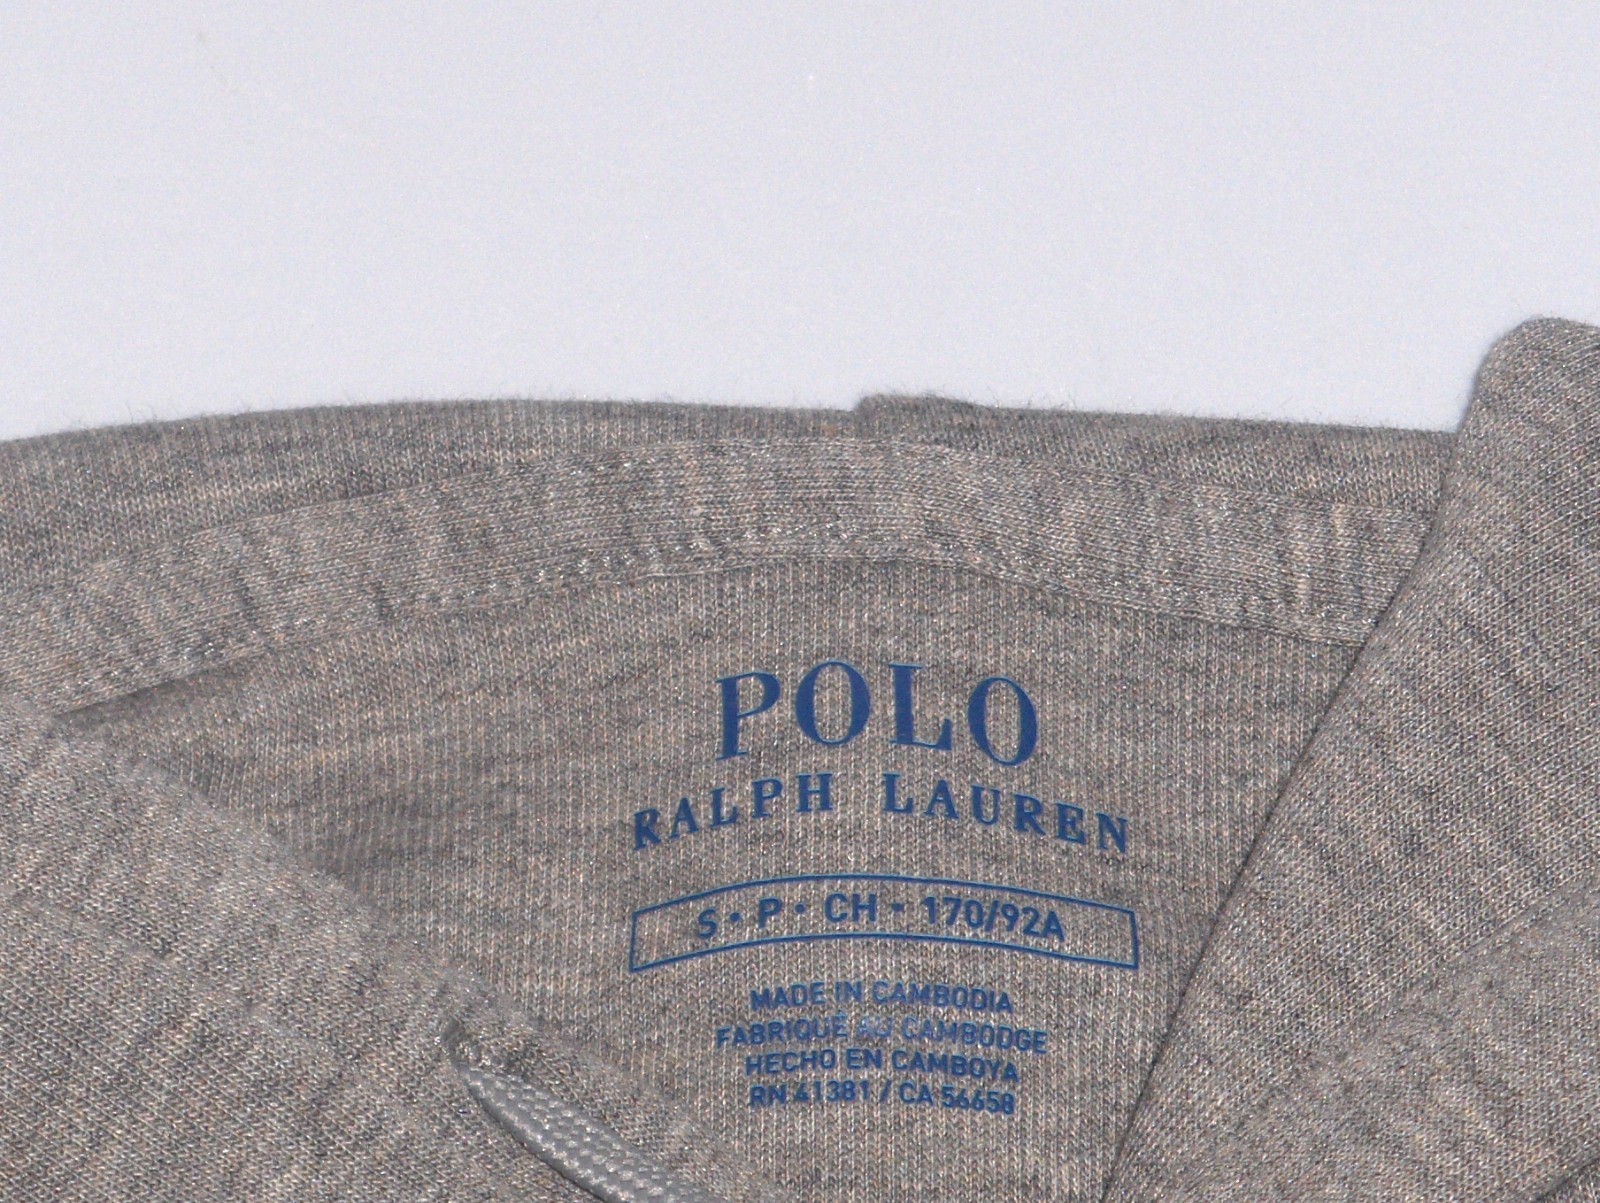 POLO
RALPH LAUREN
S • P • CH • 170/92A
MADE IN CAMBODIA
FABRIQUÉ AU CAMBODGE
HECHO EN CAMBOYA
RN 41381 / CA 56658